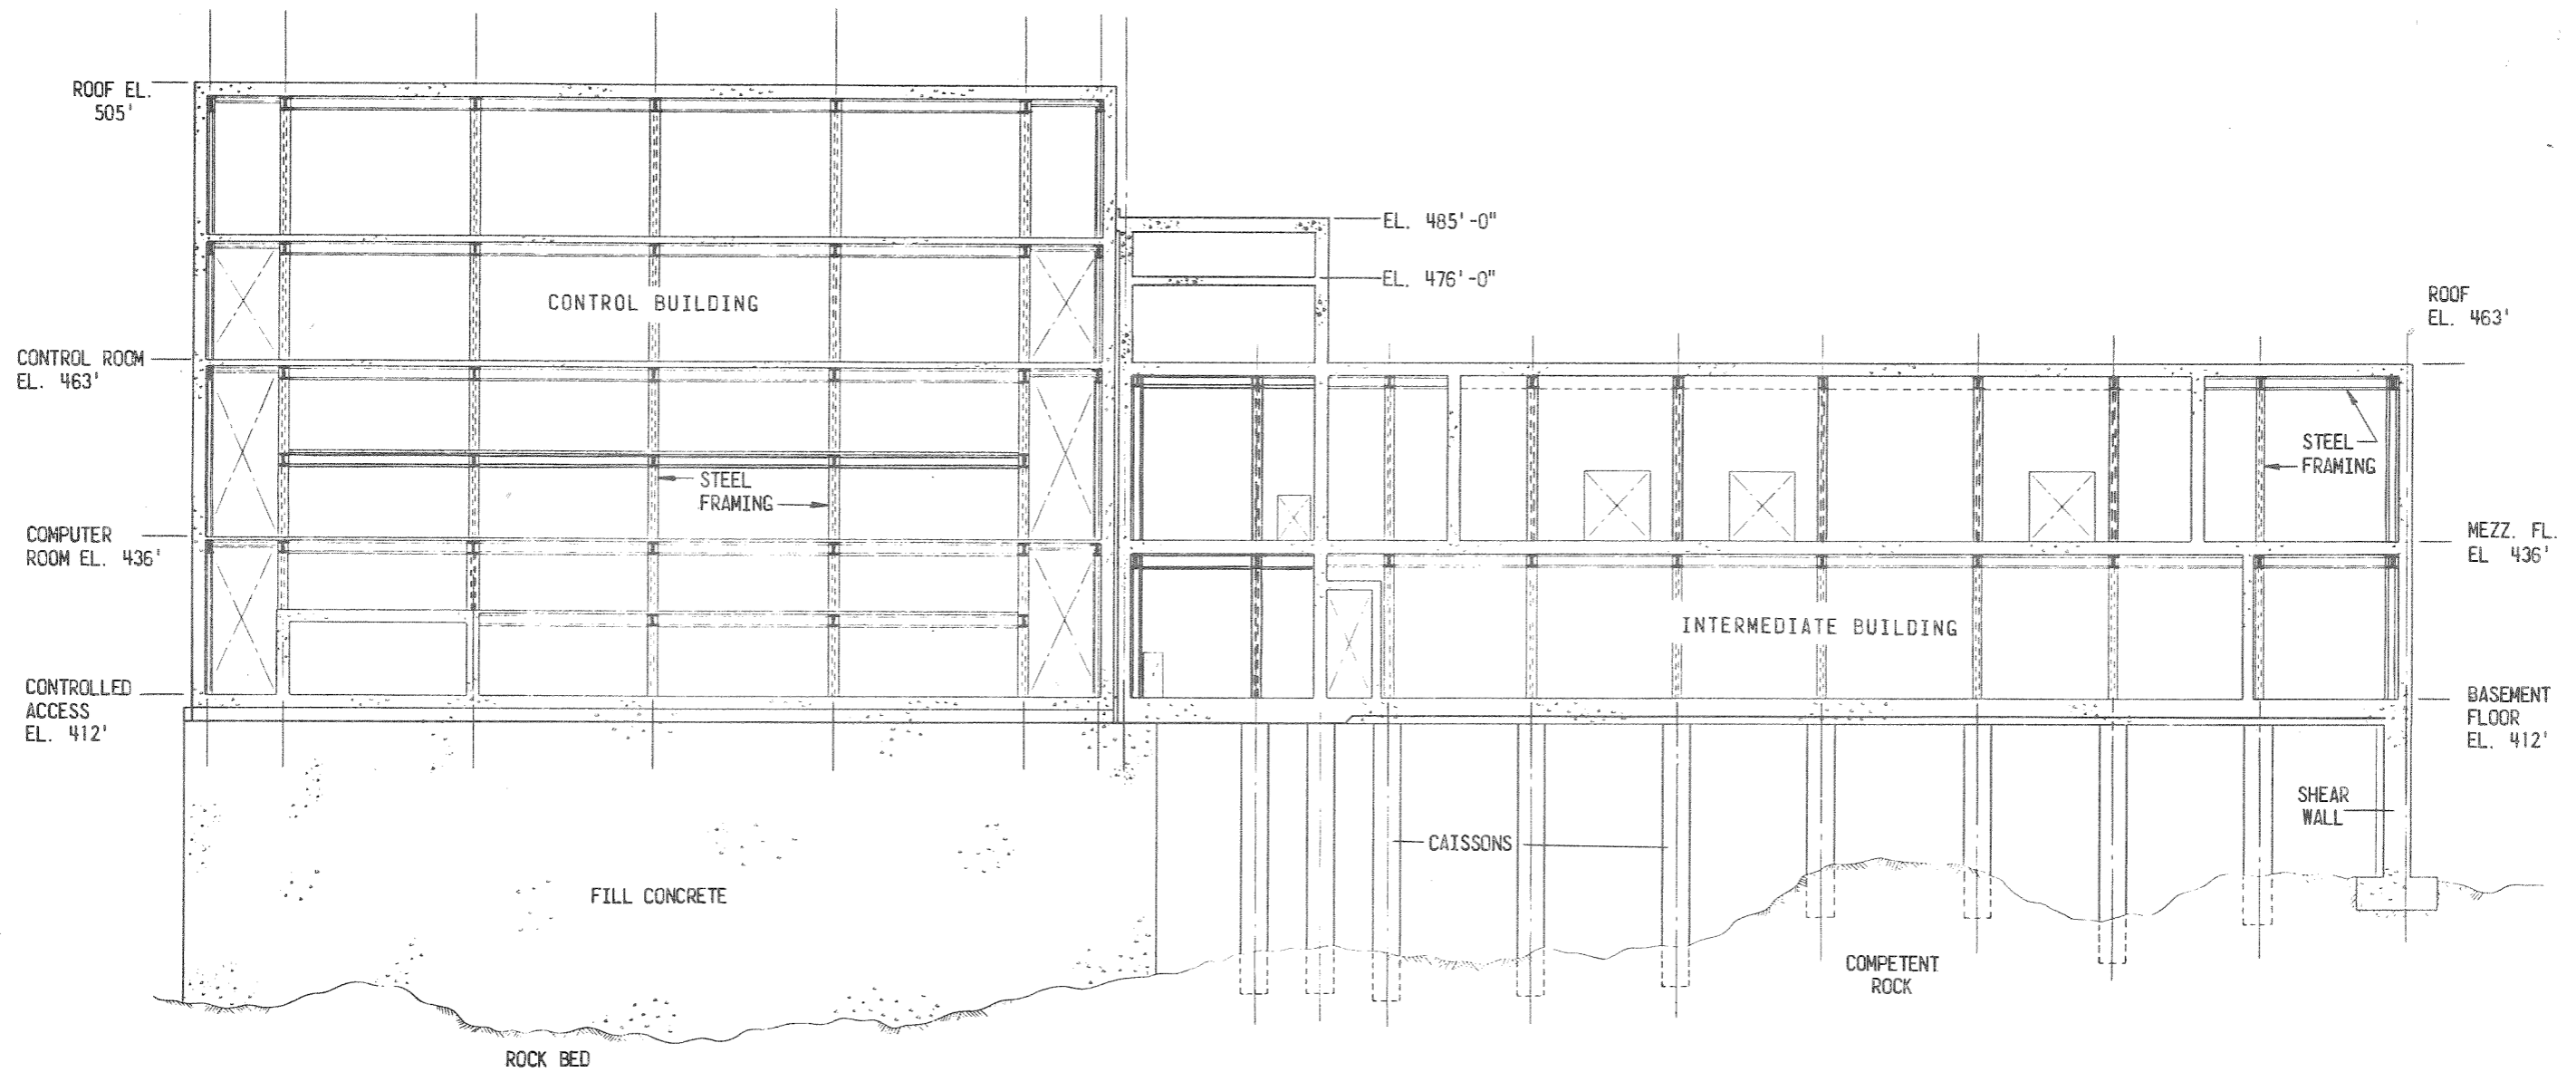 ROOF EL.
505'
EL. 485'-0"
EL. 476'-0"
CONTROL BUILDING
ROOF
EL. 463'
CONTROL ROOM
EL. 463'
STEEL
FRAMING
STEEL
FRAMING
COMPUTER
ROOM EL. 436'
MEZZ. FL.
EL 436'
INTERMEDIATE BUILDING
CONTROLLED
ACCESS
EL. 412'
BASEMENT
FLOOR
EL. 412'
SHEAR
WALL
CAISSONS
FILL CONCRETE
COMPETENT
ROCK
ROCK BED